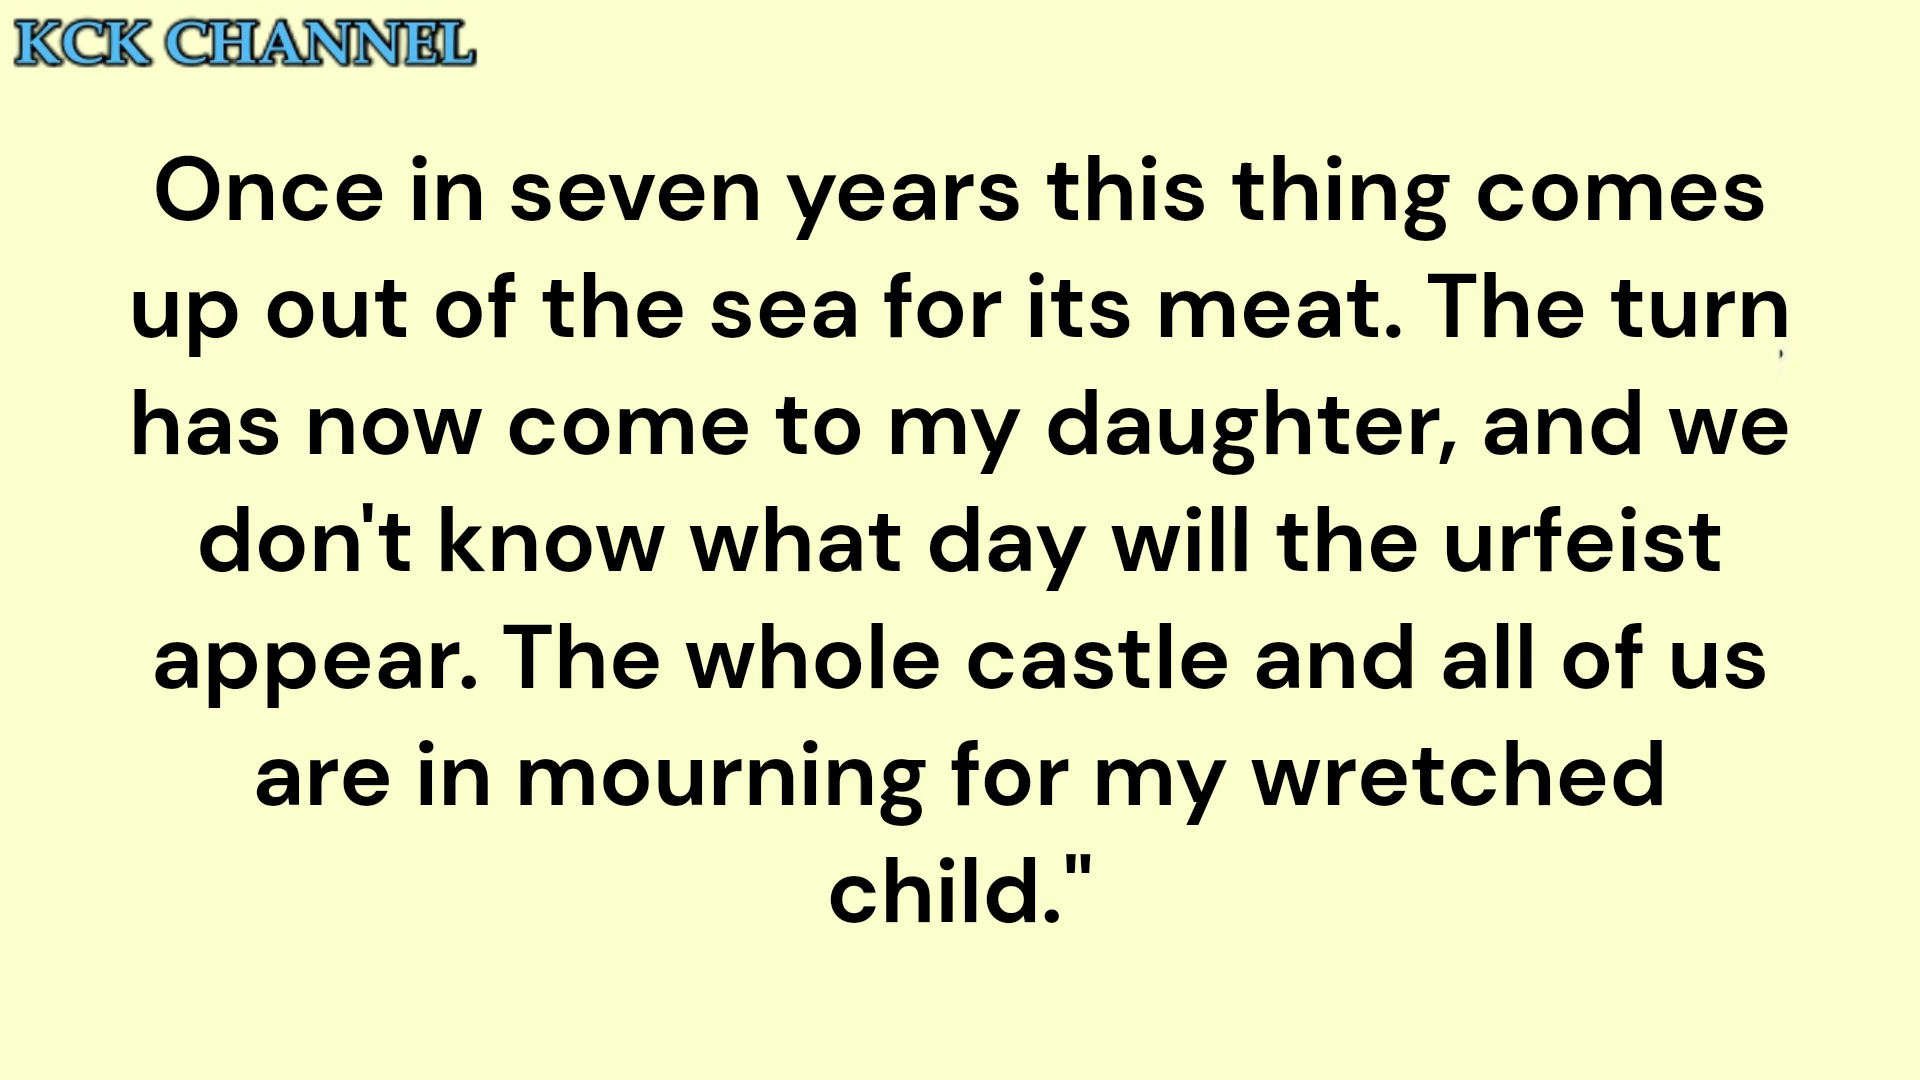 KCK CHANNEL
Once in seven years this thing comes
up out of the sea for its meat. The turn
has now come to my daughter, and we
don't know what day will the urfeist
appear. The whole castle and all of us
are in mourning for my wretched
child."